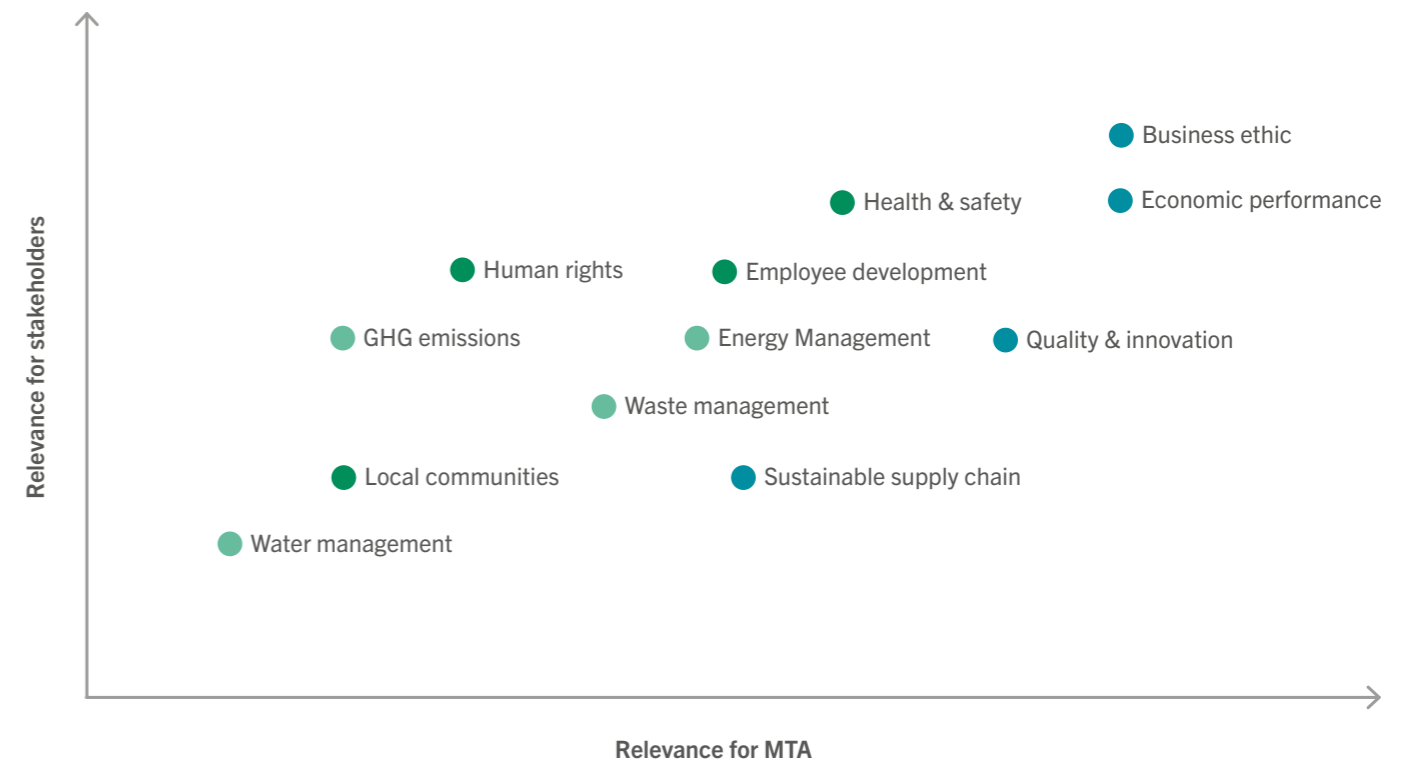 Business ethic
Health & safety
Economic performance
Human rights
Employee development
GHG emissions
Energy Management
Quality & innovation
Waste management
Local communities
Sustainable supply chain
Water management
Relevance for stakeholders
Relevance for MTA